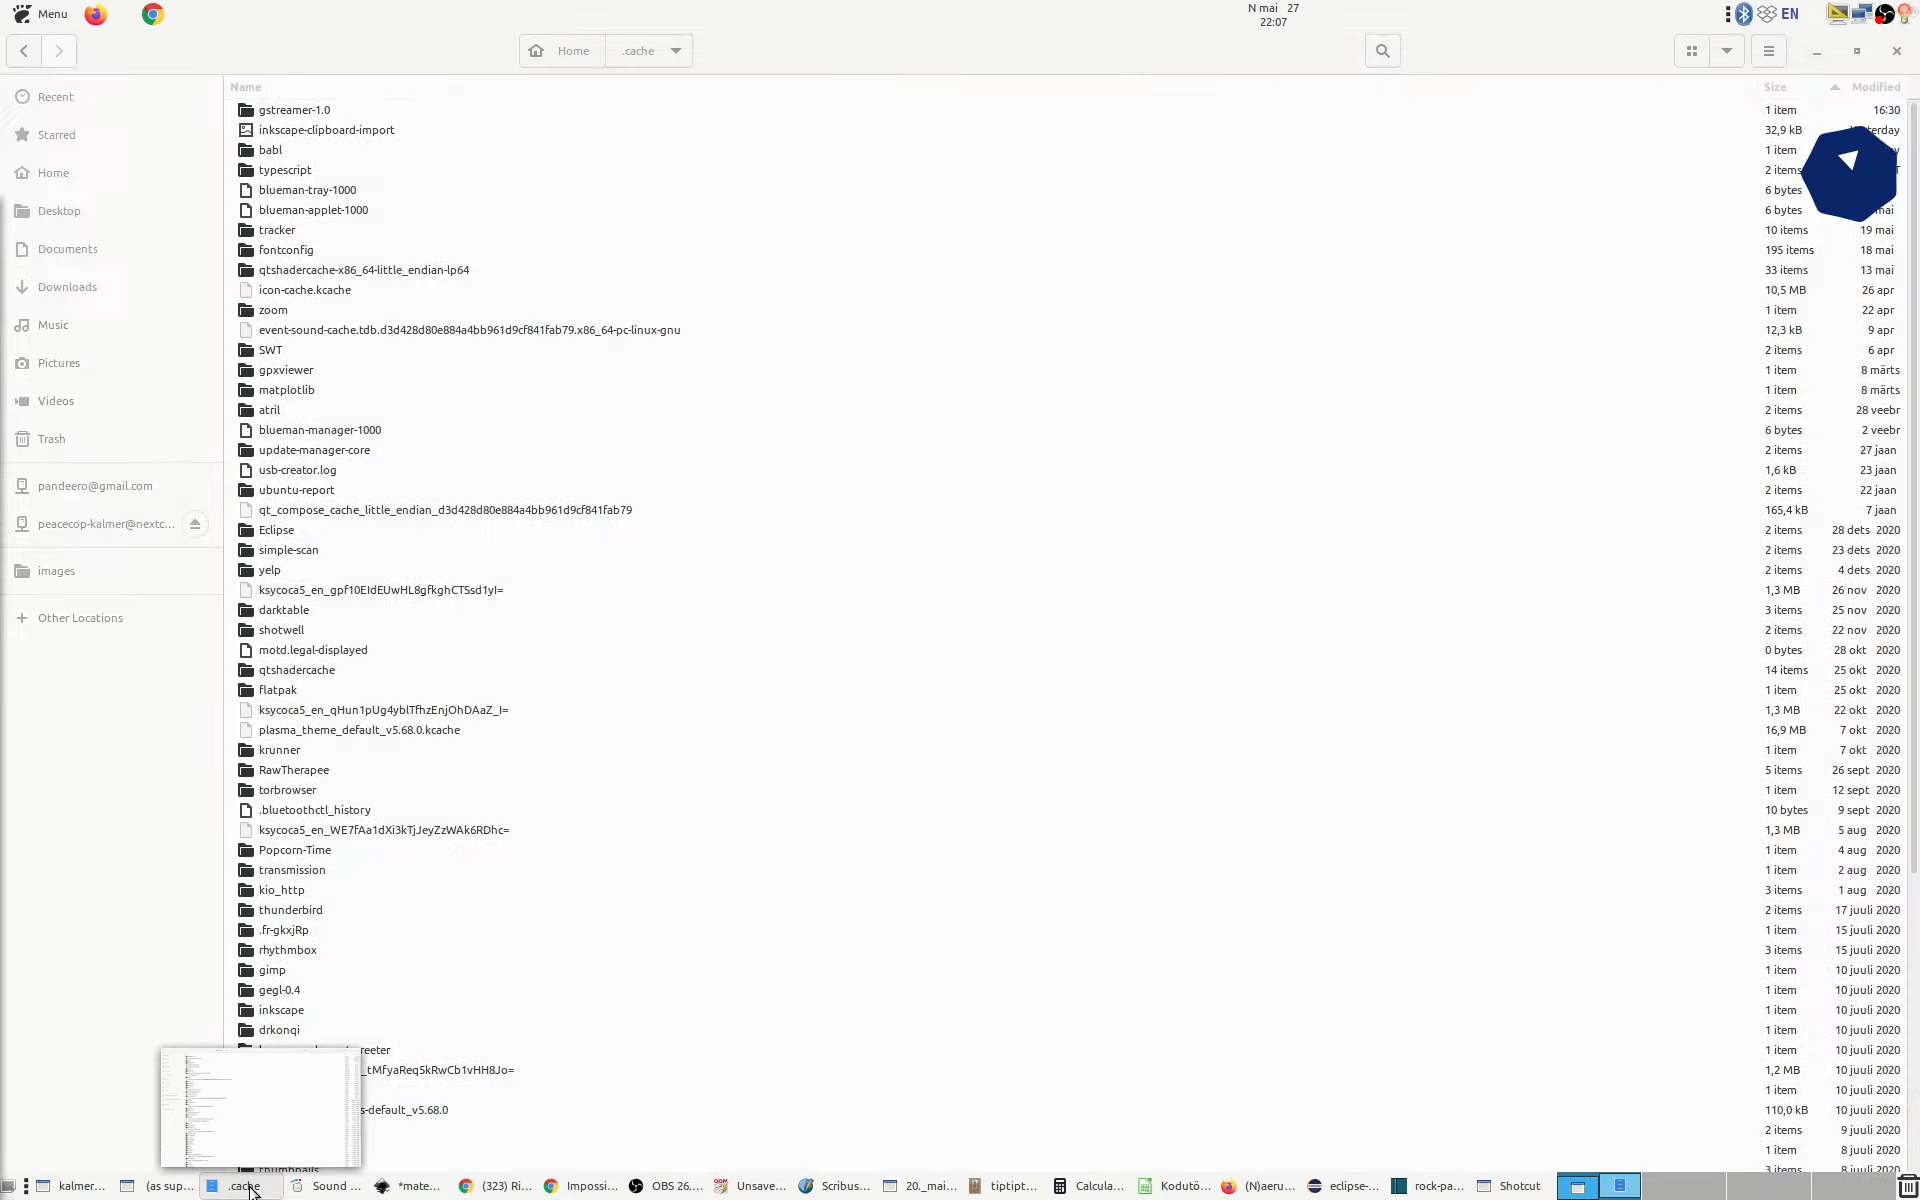 Menu
N mai 27
22:07
EN
Home
.cache
Name Size Modified
Recent
Starred
Home
Desktop
Documents
Downloads
Music
Pictures
Videos
Trash
pandeero@gmail.com
peacecop-kalmer@nextc...
images
Other Locations
gstreamer-1.0 1 item 16:30
inkscape-clipboard-import 32,9 kB
babl 1 item
typescript 2 items
blueman-tray-1000 6 bytes
blueman-applet-1000 6 bytes mai
tracker 10 items 19 mai
fontconfig 195 items 18 mai
qtshadercache-x86_64-little_endian-lp64 33 items 13 mai
icon-cache.kcache 10,5 MB 26 apr
zoom 1 item 22 apr
event-sound-cache.tdb.d3d428d80e884a4bb961d9cf841fab79.x86_64-pc-linux-gnu 12,3 kB 9 apr
SWT 2 items 6 apr
gpxviewer 1 item 8 märts
matplotlib 1 item 8 märts
atril 2 items 28 veebr
blueman-manager-1000 6 bytes 2 veebr
update-manager-core 2 items 27 jaan
usb-creator.log 1,6 kB 23 jaan
ubuntu-report 2 items 22 jaan
qt_compose_cache_little_endian_d3d428d80e884a4bb961d9cf841fab79 165,4 kB 7 jaan
Eclipse 2 items 28 dets 2020
simple-scan 2 items 23 dets 2020
yelp 2 items 4 dets 2020
ksycoca5_en_gpf10EIdEUwHL8gfkghCTSsd1yI= 1,3 MB 26 nov 2020
darktable 3 items 25 nov 2020
shotwell 2 items 22 nov 2020
motd.legal-displayed 0 bytes 28 okt 2020
qtshadercache 14 items 25 okt 2020
flatpak 1 item 25 okt 2020
ksycoca5_en_qHun1pUg4yblTfhzEnjOhDAaZ_I= 1,3 MB 22 okt 2020
plasma_theme_default_v5.68.0.kcache 16,9 MB 7 okt 2020
krunner 1 item 7 okt 2020
RawTherapee 5 items 26 sept 2020
torbrowser 1 item 12 sept 2020
.bluetoothctl_history 10 bytes 9 sept 2020
ksycoca5_en_WE7fAa1dXi3kTjJeyZzWAk6RDhc= 1,3 MB 5 aug 2020
Popcorn-Time 1 item 4 aug 2020
transmission 1 item 2 aug 2020
kio_http 3 items 1 aug 2020
thunderbird 2 items 17 juuli 2020
.fr-gkxjRp 1 item 15 juuli 2020
rhythmbox 3 items 15 juuli 2020
gimp 1 item 10 juuli 2020
gegl-0.4 1 item 10 juuli 2020
inkscape 1 item 10 juuli 2020
drkonqi 1 item 10 juuli 2020
reeter 1 item 10 juuli 2020
_tMfyaReq5kRwCb1vHH8Jo= 1,2 MB 10 juuli 2020
1 item 10 juuli 2020
s-default_v5.68.0 110,0 kB 10 juuli 2020
2 items 9 juuli 2020
1 item 8 juuli 2020
thumbnails 3 items 8 juuli 2020
kalmer... (as sup... .cache Sound ... *mate... (323) Ri... Impossi... OBS 26.... Unsave... Scribus... 20._mai... tiptipt... Calcula... Kodutö... (N)aeru... eclipse-... rock-pa... Shotcut